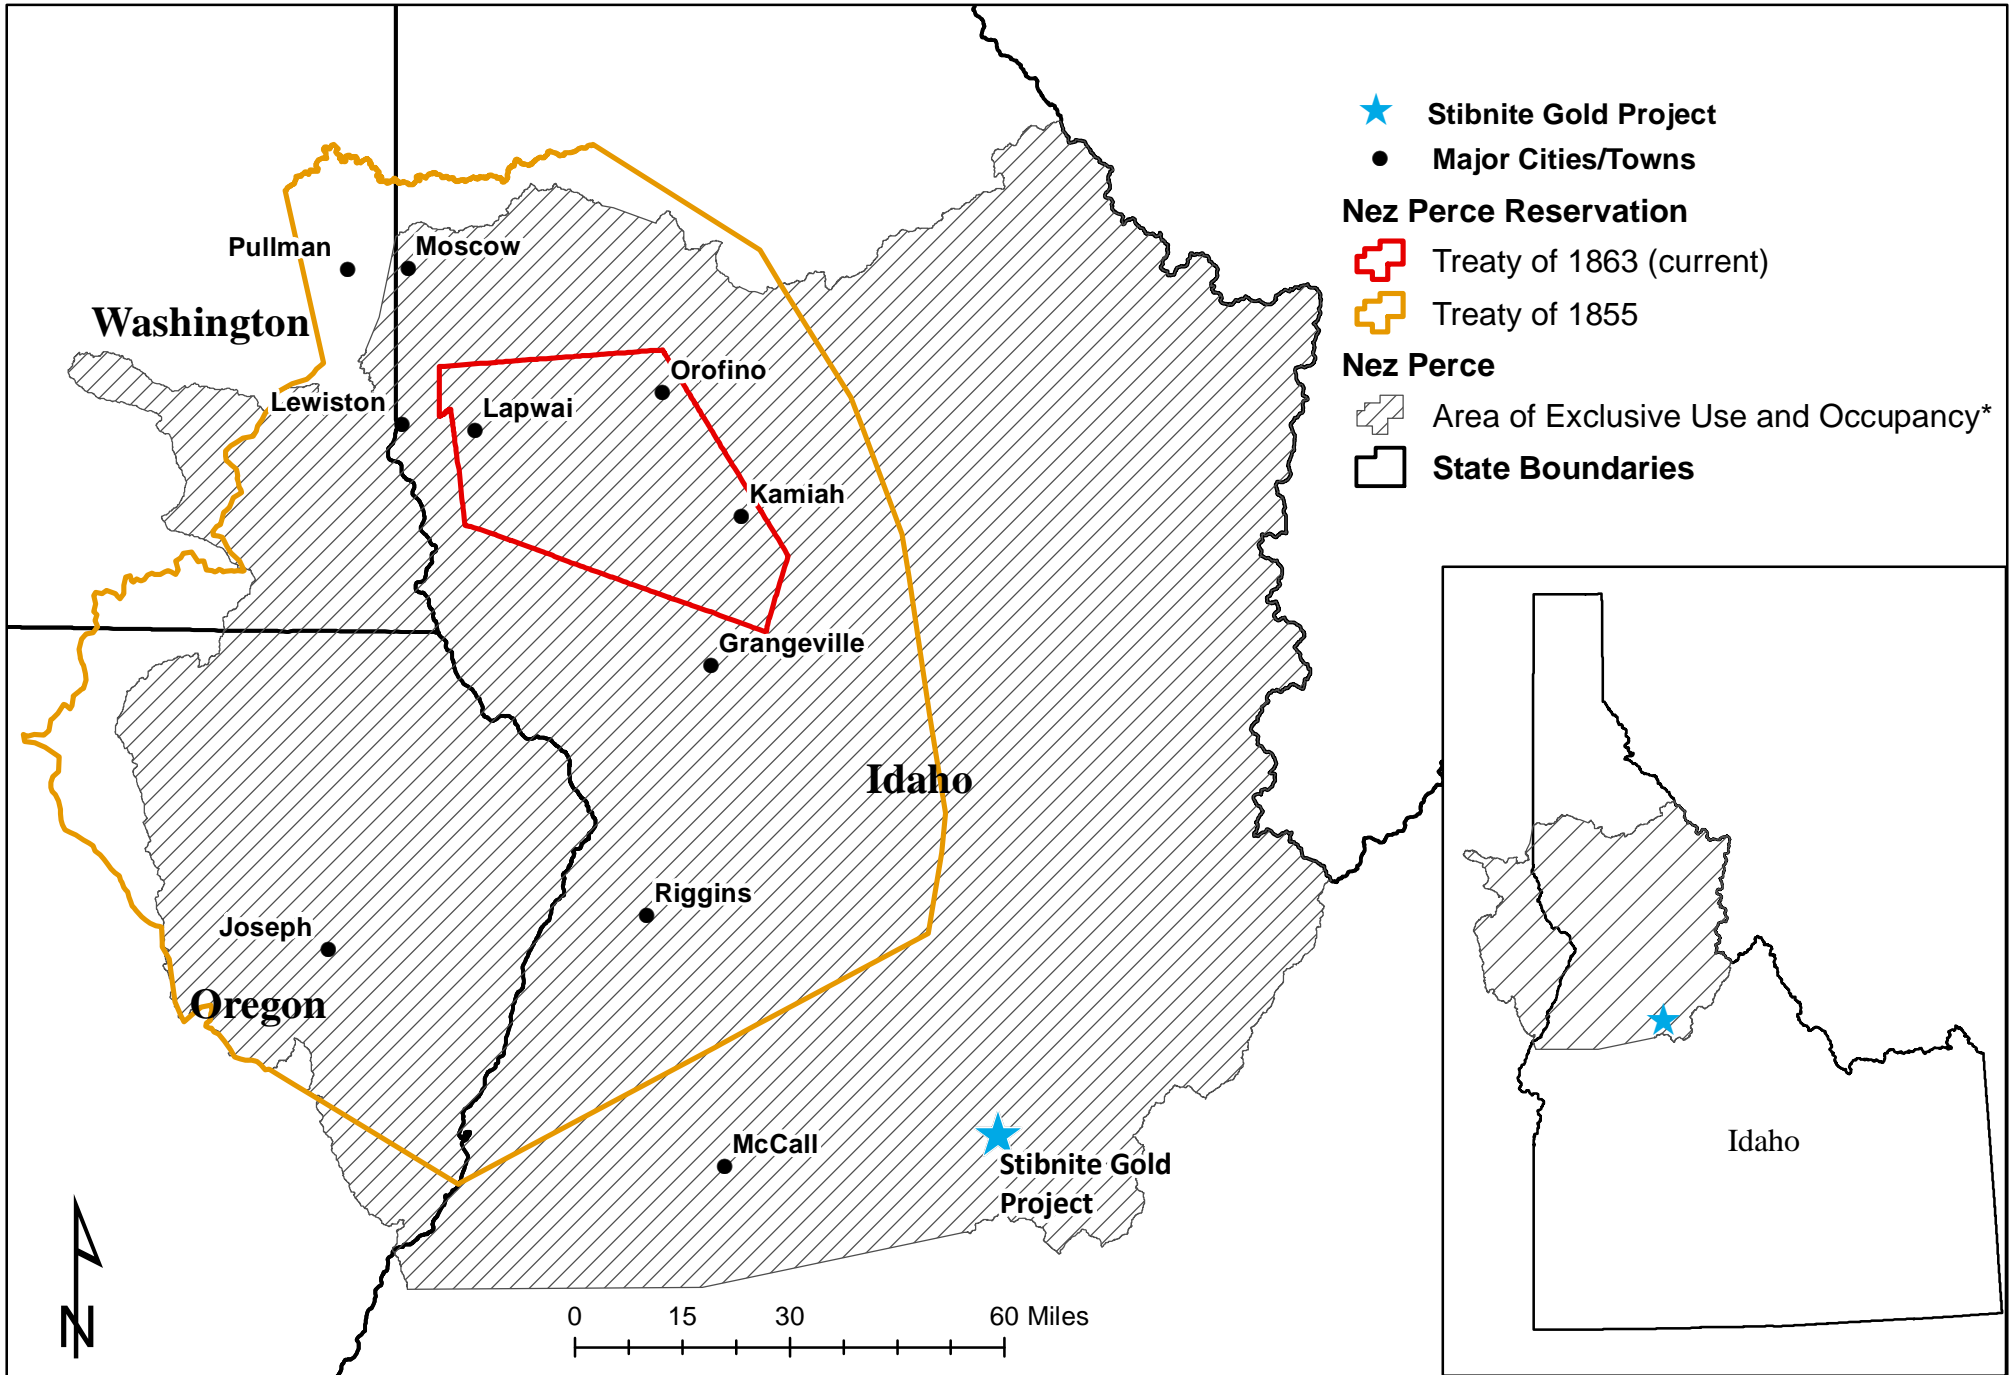 Stibnite Gold Project
Major Cities/Towns
Nez Perce Reservation
Treaty of 1863 (current)
Treaty of 1855
Nez Perce
Area of Exclusive Use and Occupancy*
State Boundaries
Pullman
Moscow
Washington
Orofino
Lewiston
Lapwai
Kamiah
Grangeville
Idaho
Riggins
Joseph
Oregon
McCall
Stibnite Gold
Project
Idaho
N
0 15 30 60 Miles